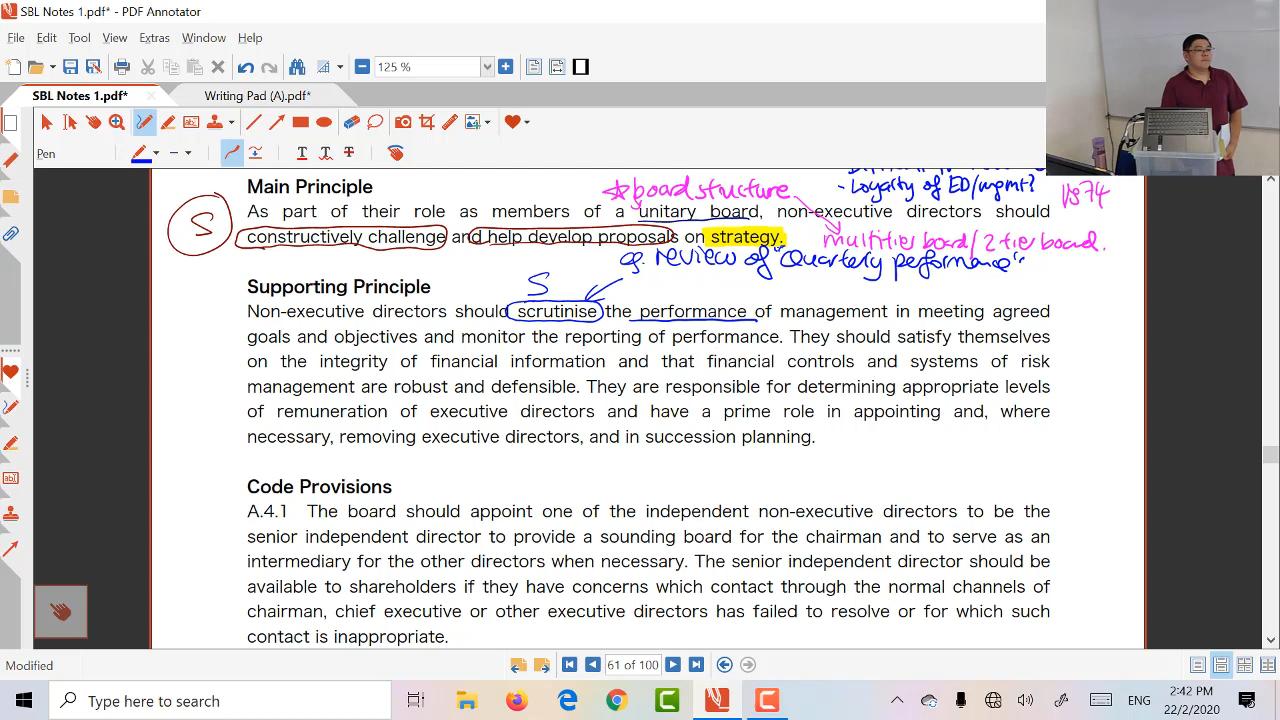 SBL Notes 1.pdf* - PDF Annotator
File Edit Tool View Extras Window Help
125 %
SBL Notes 1.pdf* Writing Pad (A).pdf*
Pen
Loyalty of ED/mgmt?
Main Principle
☆board structure
Pg 74
As part of their role as members of a unitary board, non-executive directors should
S
constructively challenge and help develop proposals on strategy.
multitier board/2 tier board.
eg. review of "Quarterly performance"
S
Supporting Principle
Non-executive directors should scrutinise the performance of management in meeting agreed
goals and objectives and monitor the reporting of performance. They should satisfy themselves
on the integrity of financial information and that financial controls and systems of risk
management are robust and defensible. They are responsible for determining appropriate levels
of remuneration of executive directors and have a prime role in appointing and, where
necessary, removing executive directors, and in succession planning.
Code Provisions
A.4.1 The board should appoint one of the independent non-executive directors to be the
senior independent director to provide a sounding board for the chairman and to serve as an
intermediary for the other directors when necessary. The senior independent director should be
available to shareholders if they have concerns which contact through the normal channels of
chairman, chief executive or other executive directors has failed to resolve or for which such
contact is inappropriate.
Modified
61 of 100
Type here to search
ENG
2:42 PM
22/2/2020